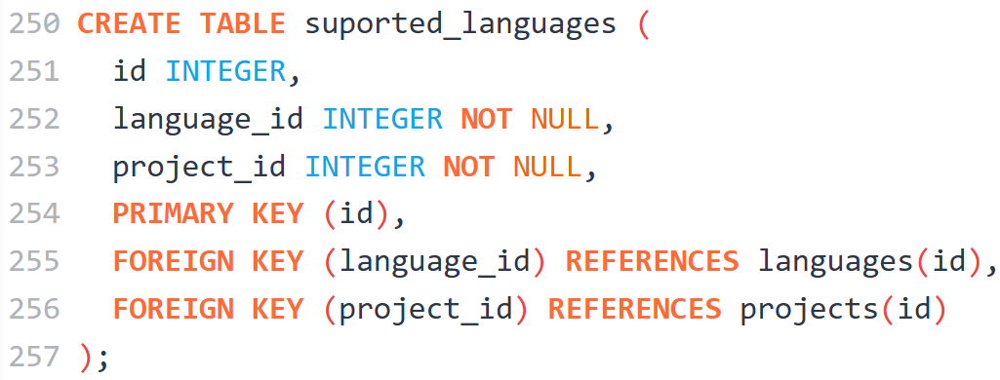 250 CREATE TABLE suported_languages (
251   id INTEGER,
252   language_id INTEGER NOT NULL,
253   project_id INTEGER NOT NULL,
254   PRIMARY KEY (id),
255   FOREIGN KEY (language_id) REFERENCES languages(id),
256   FOREIGN KEY (project_id) REFERENCES projects(id)
257 );